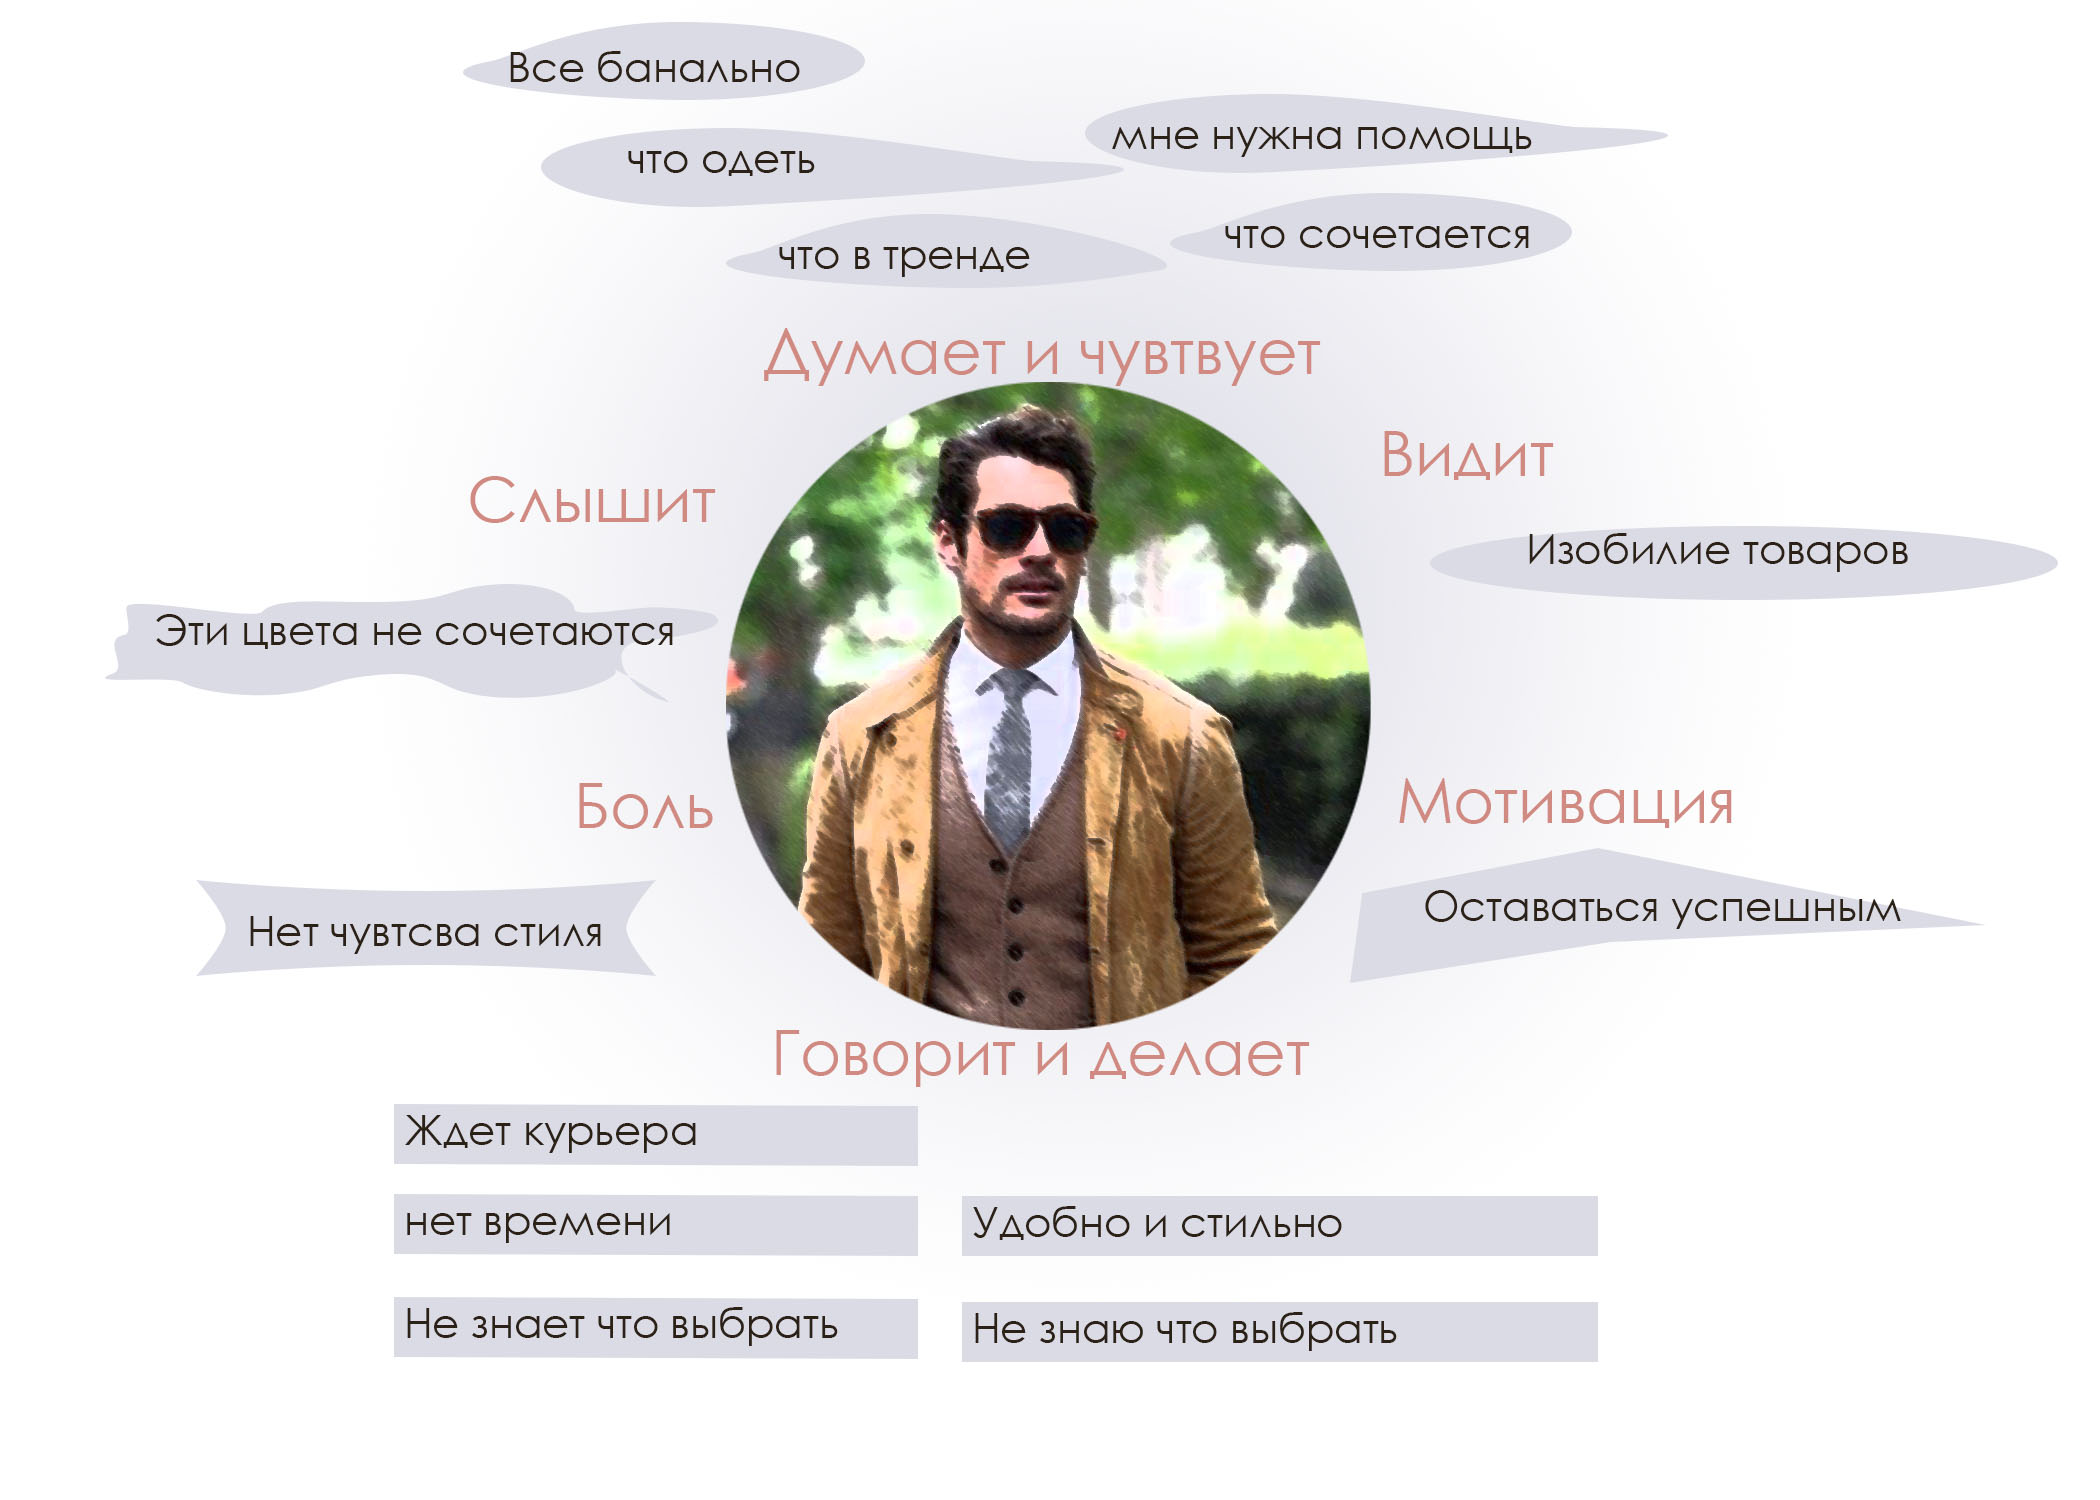 Все банально
мне нужна помощь
что одеть
что сочетается
что в тренде
Думает и чувтвует
Видит
Слышит
Изобилие товаров
Эти цвета не сочетаются
Боль
Мотивация
Оставаться успешным
Нет чувтсва стиля
Говорит и делает
Ждет курьера
нет времени
Удобно и стильно
Не знает что выбрать
Не знаю что выбрать